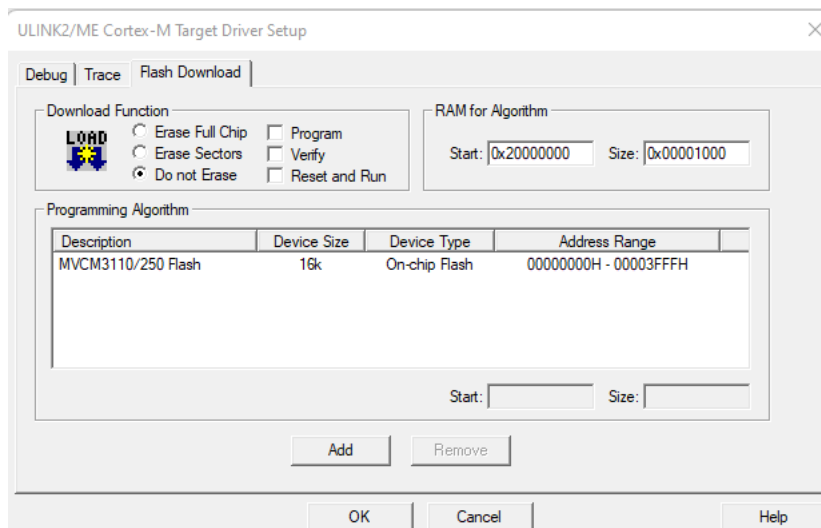 ULINK2/ME Cortex-M Target Driver Setup
Debug Trace Flash Download
Download Function
LOAD
Erase Full Chip Program
Erase Sectors Verify
Do not Erase Reset and Run
RAM for Algorithm
Start: 0x20000000 Size: 0x00001000
Programming Algorithm
Description Device Size Device Type Address Range
MVCM3110/250 Flash 16k On-chip Flash 00000000H - 00003FFFH
Start: Size:
Add Remove
OK Cancel Help